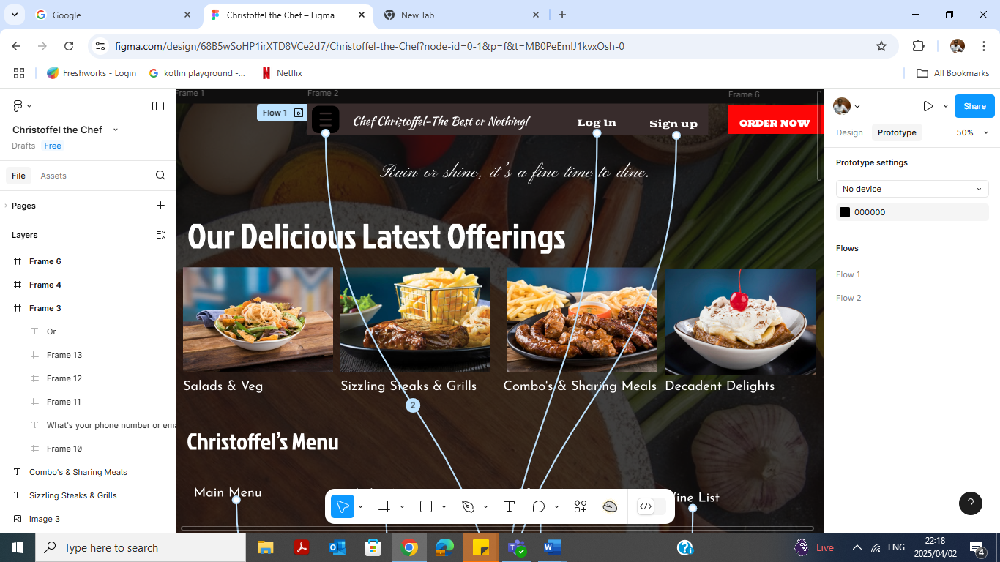 Google
Christoffel the Chef – Figma
New Tab
figma.com/design/68B5wSoHP1irXTD8VCe2d7/Christoffel-the-Chef?node-id=0-1&p=f&t=MB0PeEmIJ1kvxOsh-0
Freshworks - Login
kotlin playground -...
Netflix
All Bookmarks
Christoffel the Chef
Drafts
Free
File
Assets
Pages
Layers
Frame 6
Frame 4
Frame 3
Or
Frame 13
Frame 12
Frame 11
What's your phone number or ema
Frame 10
Combo's & Sharing Meals
Sizzling Steaks & Grills
image 3
Frame 1
Frame 2
Frame 6
Flow 1
Chef Christoffel-The Best or Nothing!
Log In
Sign up
ORDER NOW
Rain or shine, it's a fine time to dine.
Our Delicious Latest Offerings
Salads & Veg
Sizzling Steaks & Grills
Combo's & Sharing Meals
Decadent Delights
2
Christoffel's Menu
Main Menu
Wine List
Share
Design
Prototype
50%
Prototype settings
No device
000000
Flows
Flow 1
Flow 2
?
Type here to search
Live
ENG
22:18
2025/04/02
4